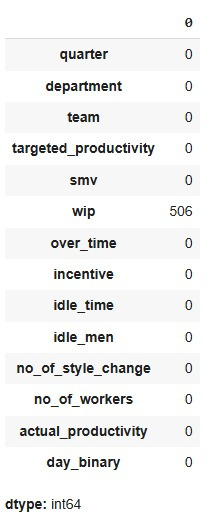 0
quarter 0
department 0
team 0
targeted_productivity 0
smv 0
wip 506
over_time 0
incentive 0
idle_time 0
idle_men 0
no_of_style_change 0
no_of_workers 0
actual_productivity 0
day_binary 0
dtype: int64